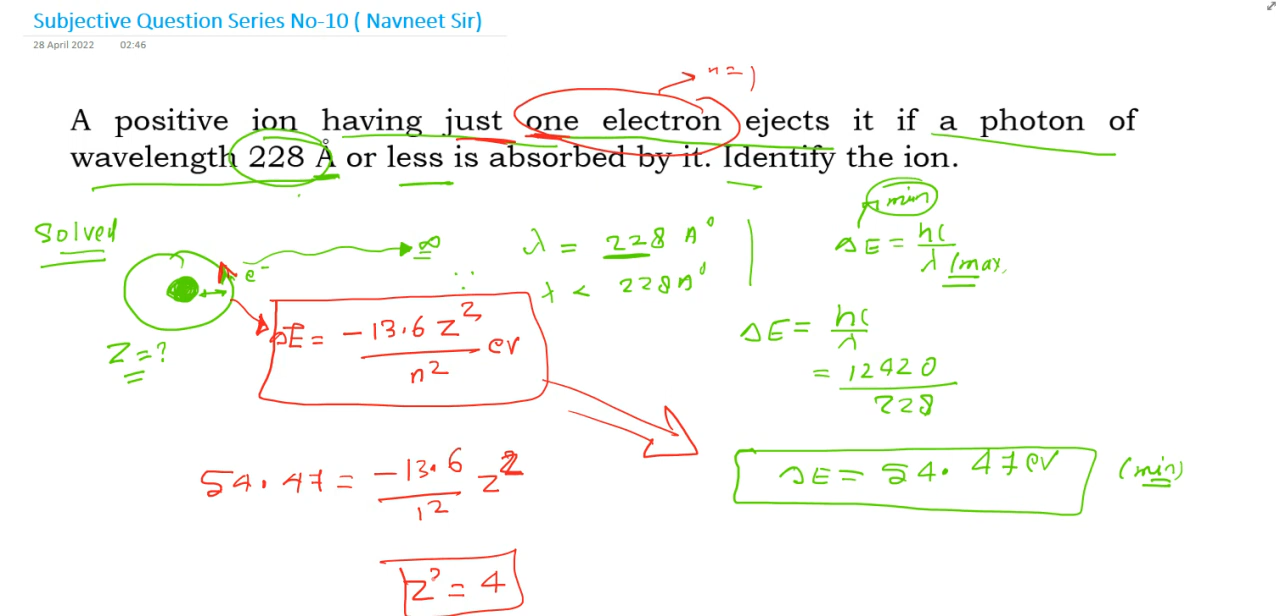 Subjective Question Series No-10 ( Navneet Sir)
28 April 2022 02:46
n=1
A positive ion having just one electron ejects it if a photon of
wavelength 228 Å or less is absorbed by it. Identify the ion.
Solved
e- ∞
Z=?
λ = 228 A°
∵ λ < 228A°
min
ΔE = hc/λ max
ΔE = -13.6 Z²/n² ev
ΔE = hc/λ
= 12420/228
ΔE = 54.47ev (min)
54.47 = -13.6/1² Z²
Z² = 4